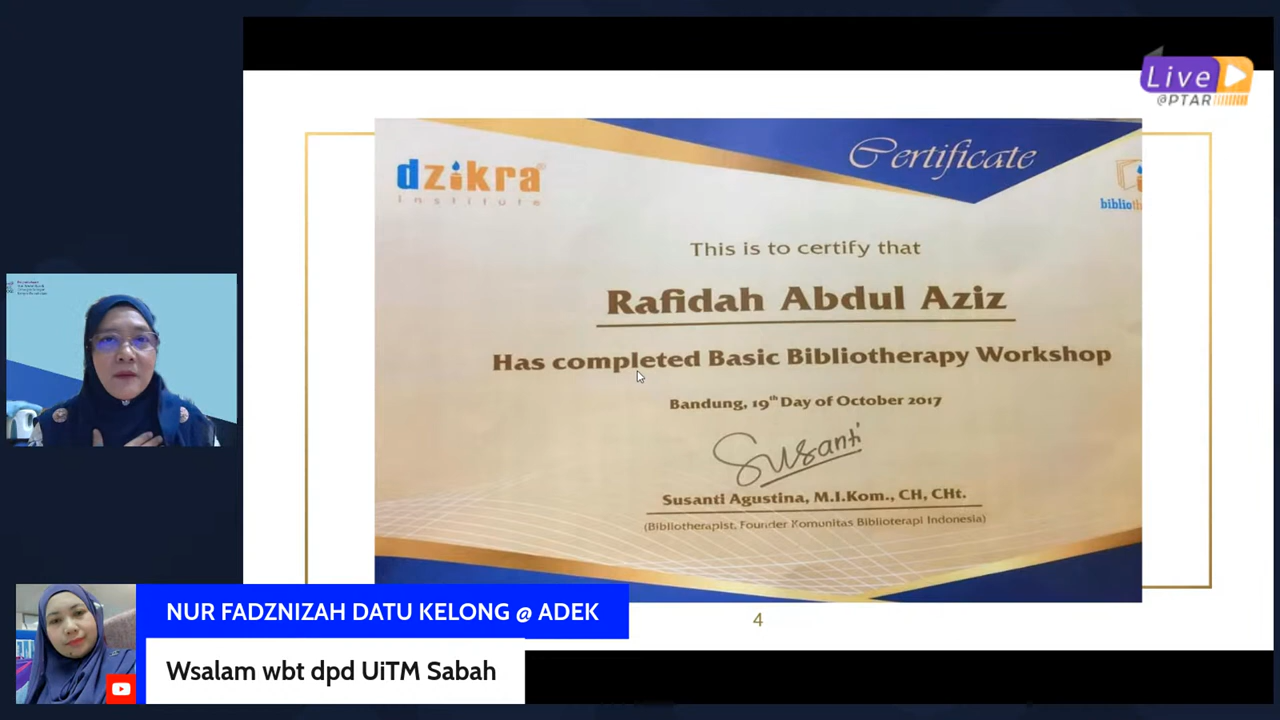 Live
@PTAR
dzikra
Institute
Certificate
This is to certify that
Rafidah Abdul Aziz
Has completed Basic Bibliotherapy Workshop
Bandung, 19th Day of October 2017
Susanti
Susanti Agustina, M.I.Kom., CH, CHt.
(Bibliotherapist, Founder Komunitas Biblioterapi Indonesia)
4
NUR FADZNIZAH DATU KELONG @ ADEK
Wsalam wbt dpd UiTM Sabah